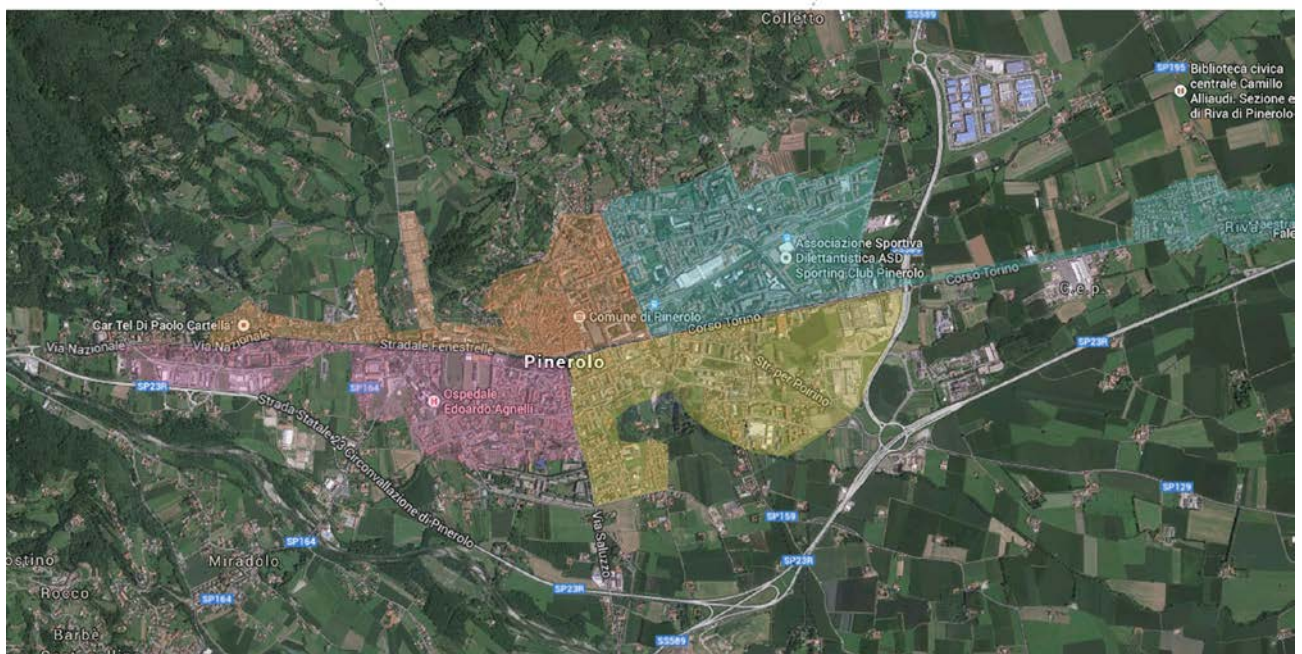 Colletto
SS589
SP195
Biblioteca civica
centrale Camillo
Alliaudi. Sezione e
di Riva di Pinerolo
Associazione Sportiva
Dilettantistica ASD
Sporting Club Pinerolo
Riva
Corso Torino
C.e.p.
Comune di Pinerolo
Car Tel Di Paolo Cartella
Via Nazionale
Via Nazionale
Stradale Fenestrelle
Corso Torino
Pinerolo
SP23R
SP23R
SP164
Ospedale
Edoardo Agnelli
Str. per Poirino
Strada Statale 23 Circonvallazione di Pinerolo
SP129
SP159
Via Saluzzo
SP164
Miradolo
SP23R
SP23R
ostino
Rocco
SP164
Barbè
SS589